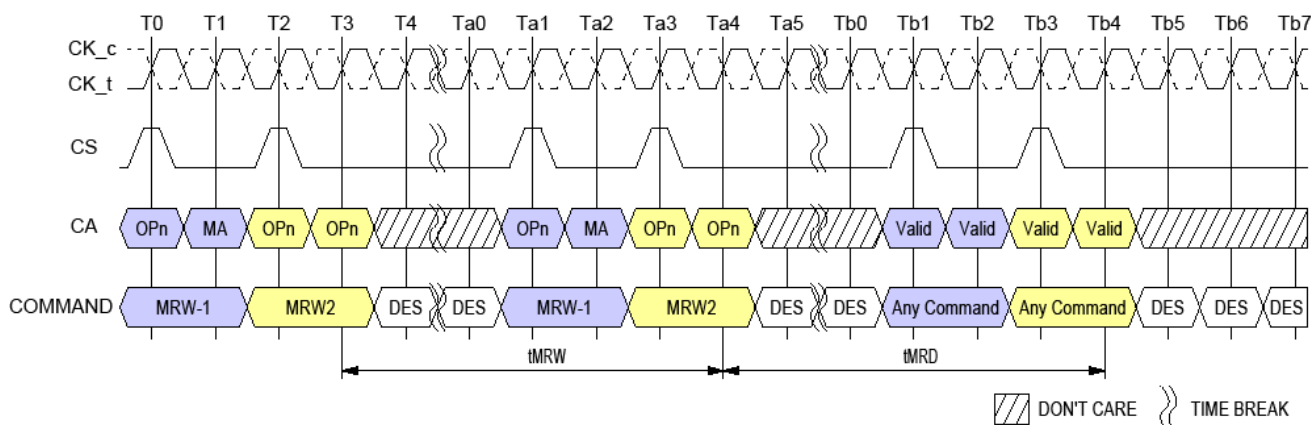 T0 T1 T2 T3 T4 Ta0 Ta1 Ta2 Ta3 Ta4 Ta5 Tb0 Tb1 Tb2 Tb3 Tb4 Tb5 Tb6 Tb7
CK_c
CK_t
CS
CA OPn MA OPn OPn OPn MA OPn OPn Valid Valid Valid Valid
COMMAND MRW-1 MRW2 DES DES MRW-1 MRW2 DES DES Any Command Any Command DES DES DES
tMRW tMRD
DON'T CARE TIME BREAK